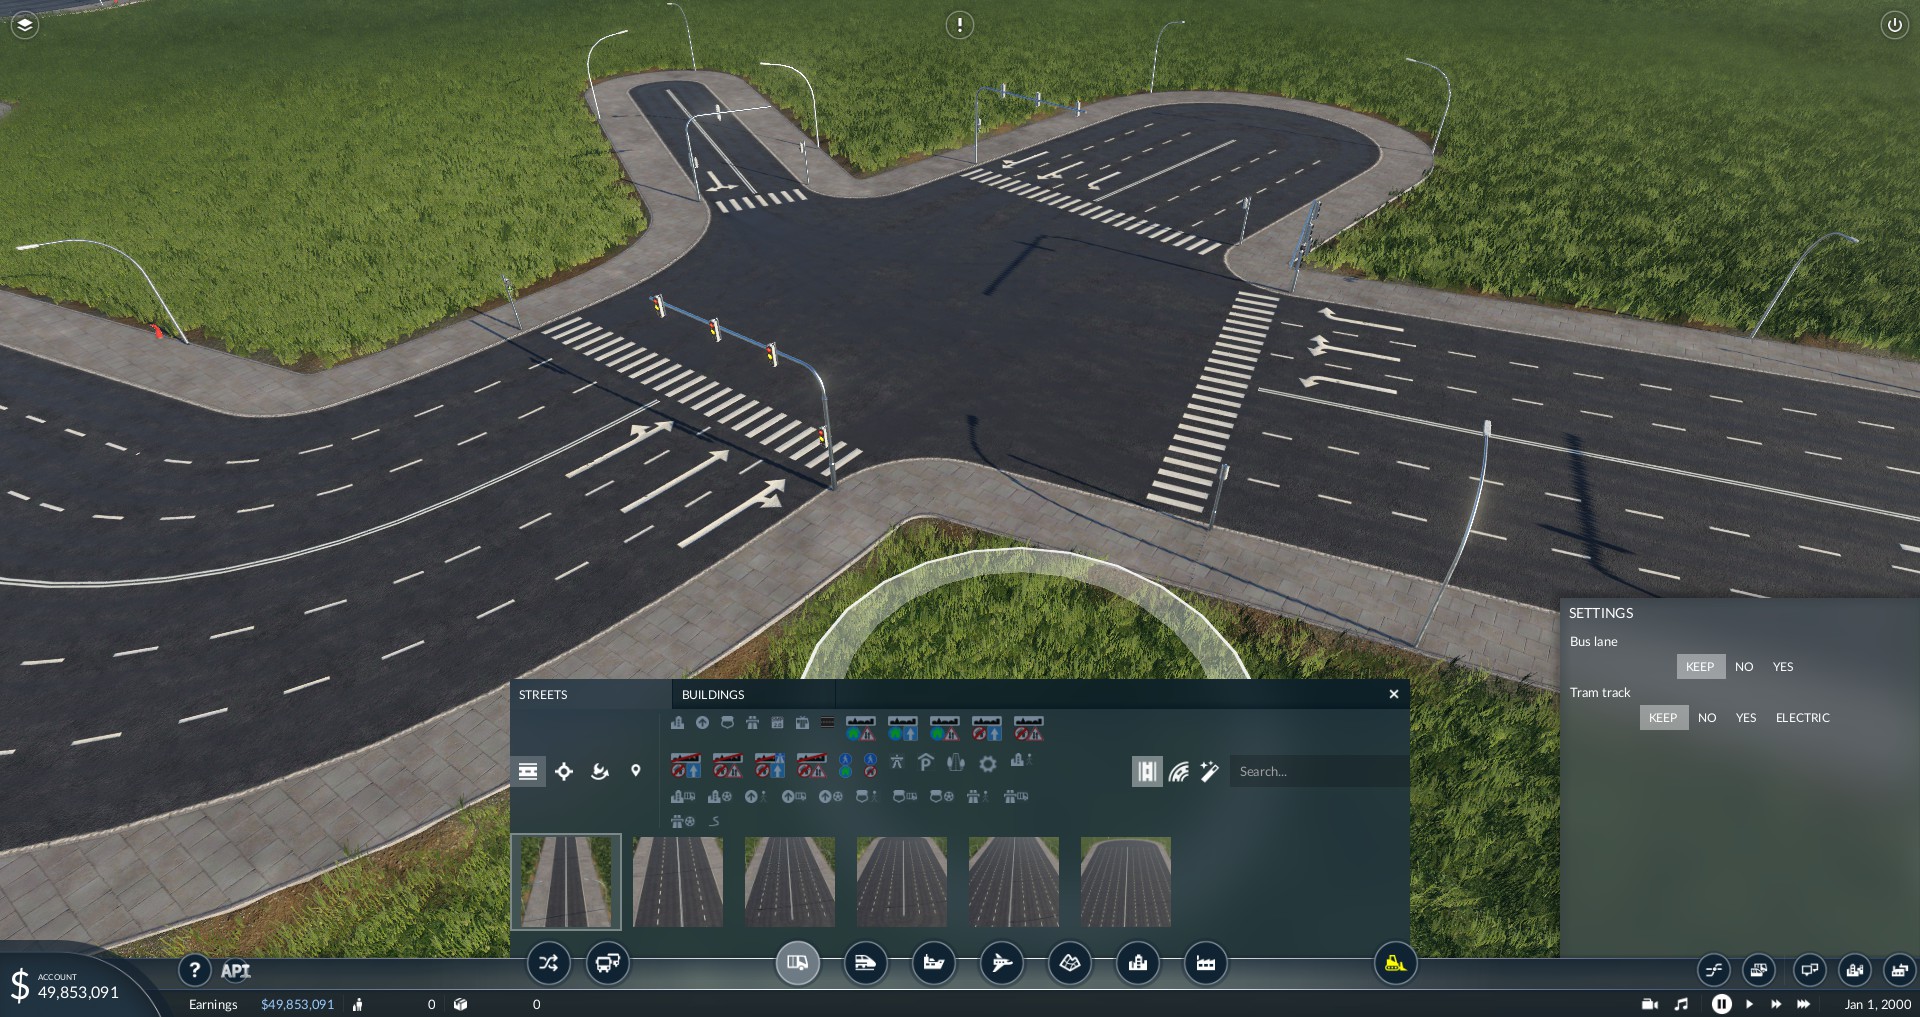 STREETS
BUILDINGS
Search...
SETTINGS
Bus lane
KEEP NO YES
Tram track
KEEP NO YES ELECTRIC
? API
$ ACCOUNT
49,853,091
Earnings $49,853,091 0 0
Jan 1, 2000